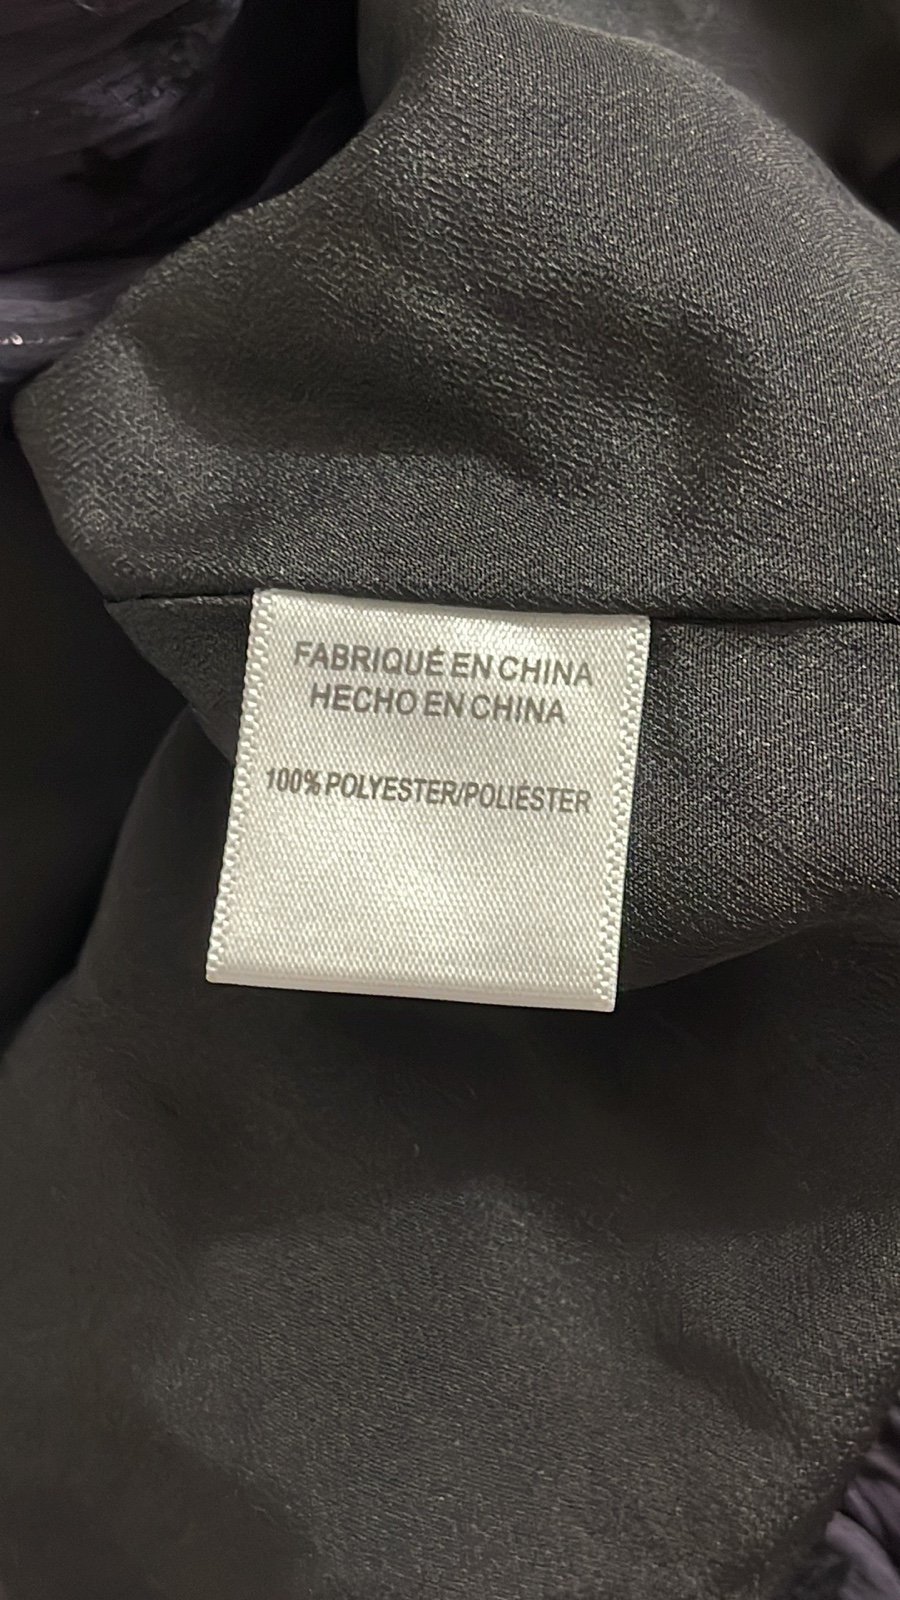 FABRIQUÉ EN CHINA
HECHO EN CHINA
100% POLYESTER/POLIÉSTER